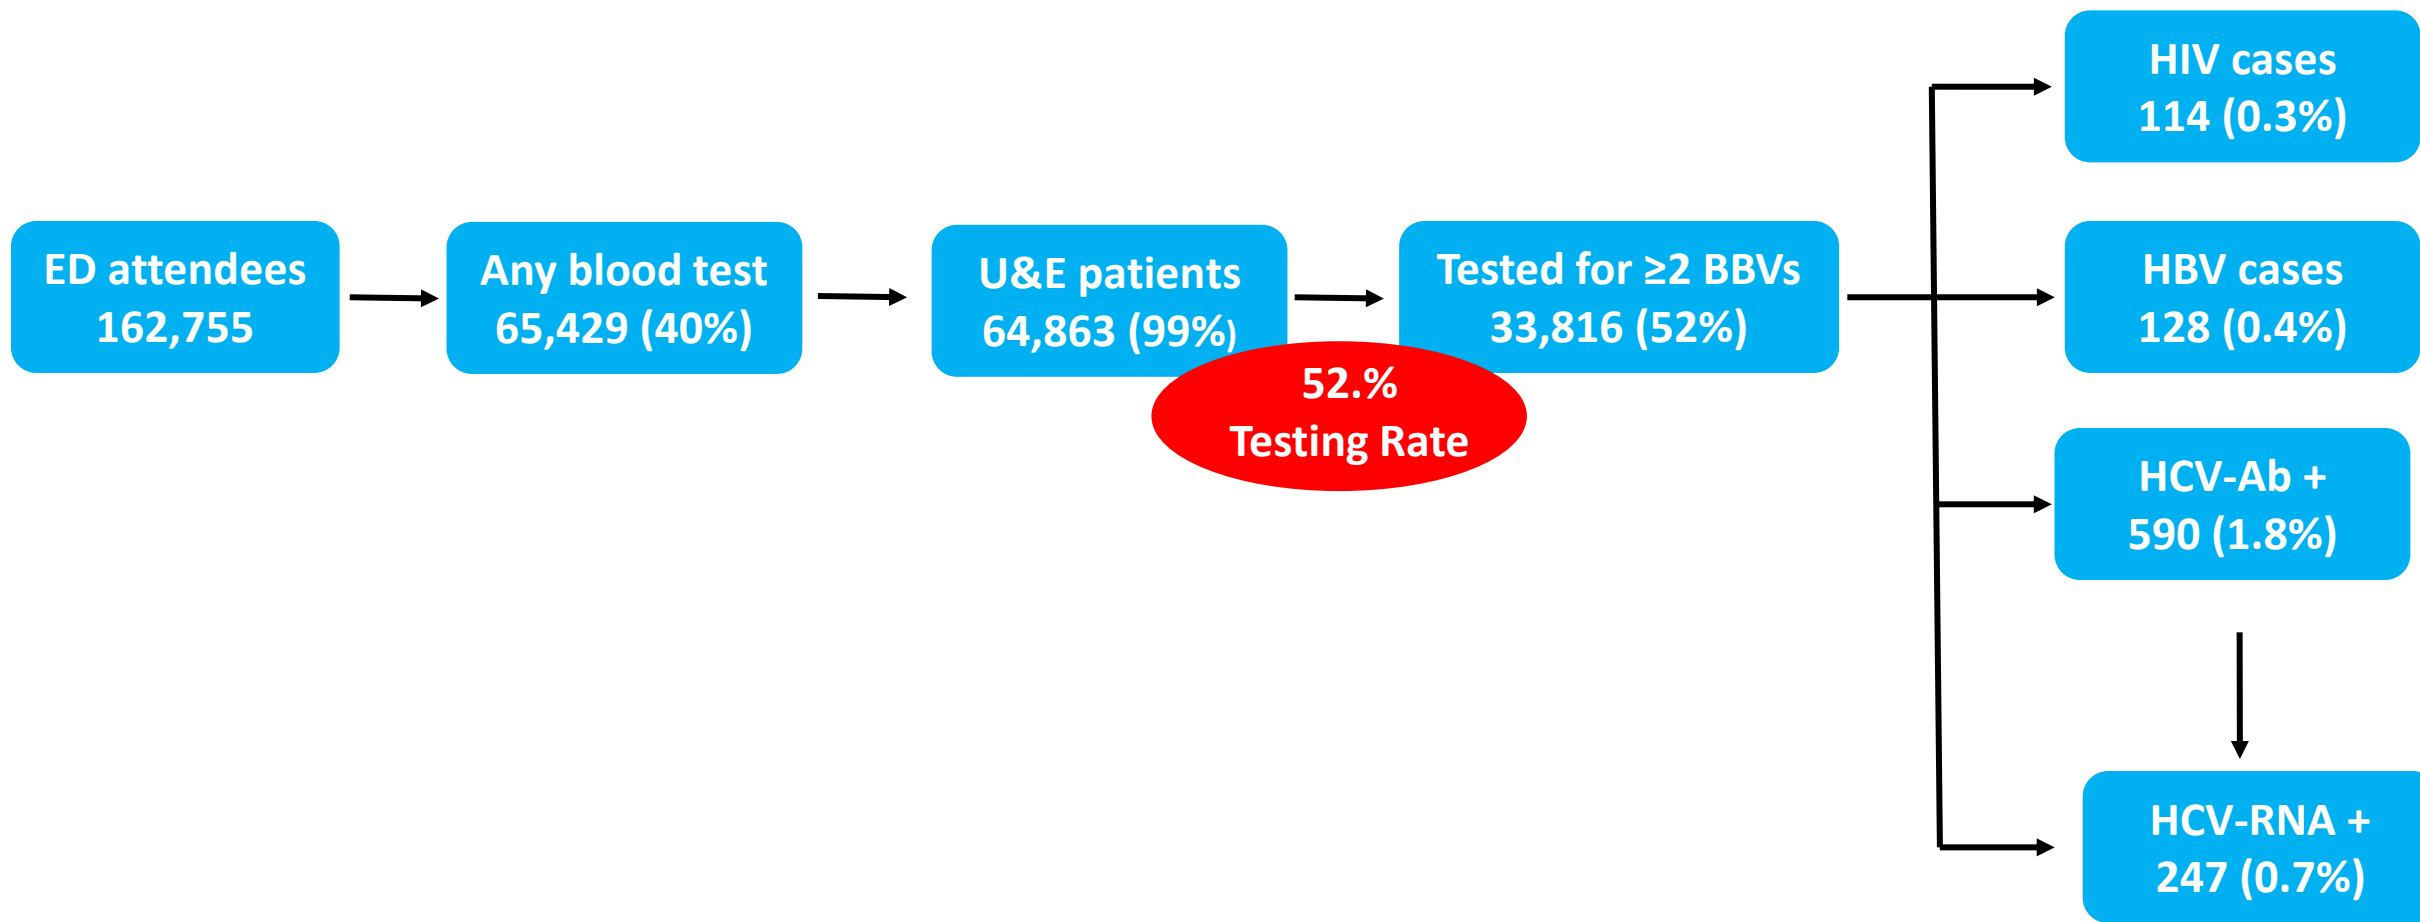 ED attendees
162,755
Any blood test
65,429 (40%)
U&E patients
64,863 (99%)
52.%
Testing Rate
Tested for ≥2 BBVs
33,816 (52%)
HIV cases
114 (0.3%)
HBV cases
128 (0.4%)
HCV-Ab +
590 (1.8%)
HCV-RNA +
247 (0.7%)